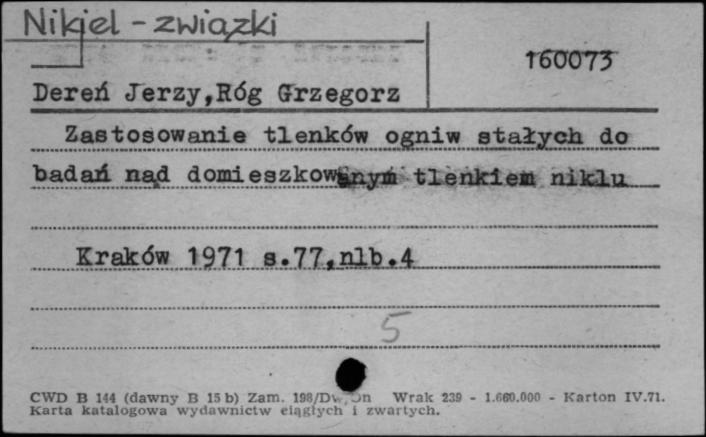 Nikiel - związki
160073
Dereń Jerzy,Róg Grzegorz
Zastosowanie tlenków ogniw stałych do
badań nad domieszkowanym tlenkiem niklu
Kraków 1971 s.77,nlb.4
5
CWD B 144 (dawny B 15 b) Zam. 198/Dw. Wrak 239 - 1.660.000 - Karton IV.71.
Karta katalogowa wydawnictw ciągłych i zwartych.